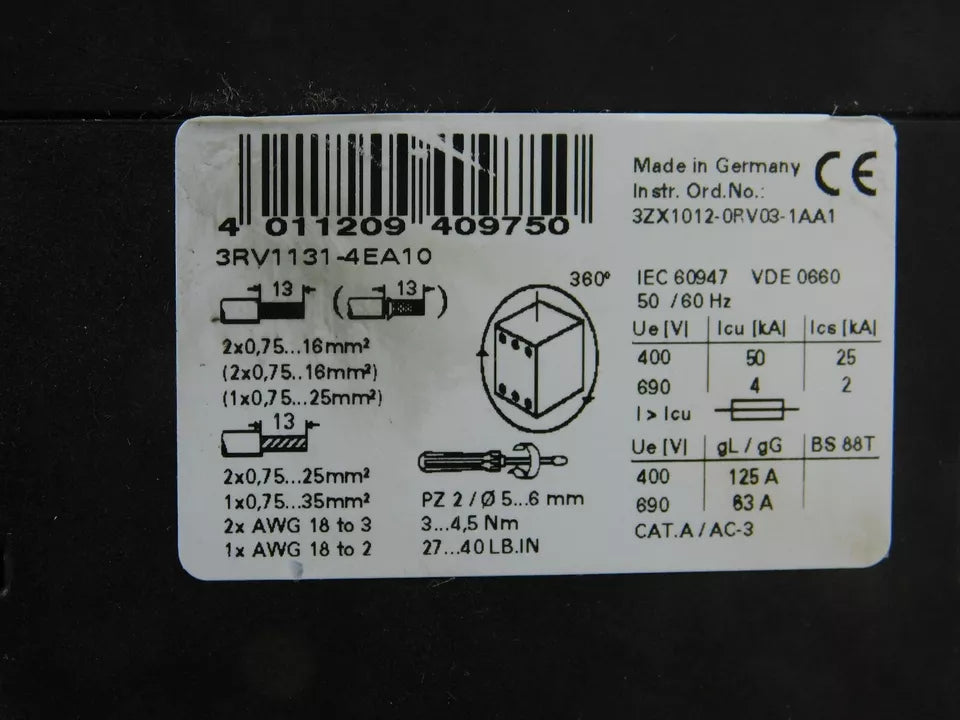 4 011209 409750
3RV1131-4EA10
13 ( 13 )
2x0,75...16mm²
(2x0,75..16mm²)
(1x0,75...25mm²)
13
2x0,75...25mm²
1x0,75...35mm²
2x AWG 18 to 3
1x AWG 18 to 2
360°
PZ 2 / Ø 5...6 mm
3...4,5 Nm
27...40 LB.IN
Made in Germany CE
Instr. Ord.No.:
3ZX1012-0RV03-1AA1
IEC 60947 VDE 0660
50 / 60 Hz
Ue [V] Icu [kA] Ics [kA]
400 50 25
690 4 2
I > Icu
Ue [V] gL / gG BS 88T
400 125 A
690 63 A
CAT.A / AC-3